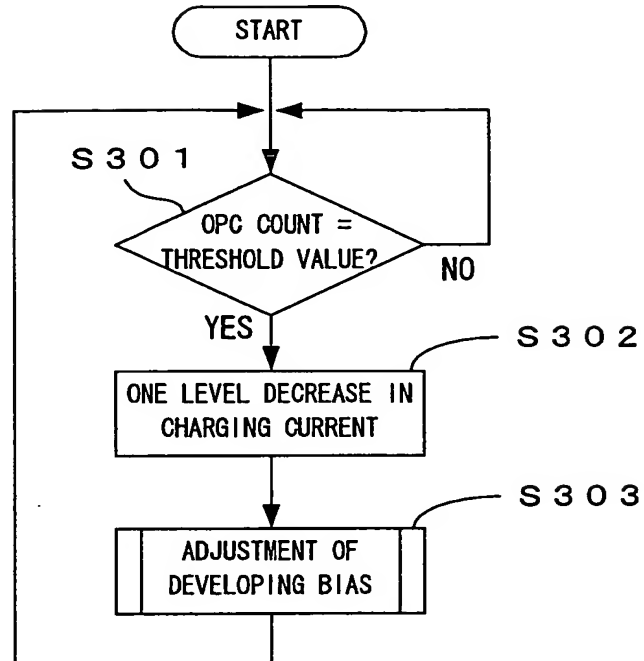 START
S301
OPC COUNT =
THRESHOLD VALUE?
NO
YES
S302
ONE LEVEL DECREASE IN
CHARGING CURRENT
S303
ADJUSTMENT OF
DEVELOPING BIAS